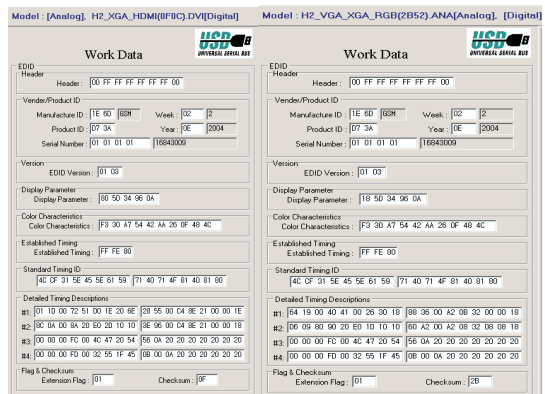 Model : [Analog], H2_XGA_HDMI(0F0C).DVI[Digital]
USB
UNIVERSAL SERIAL BUS
Work Data
EDID
Header
Header : 00 FF FF FF FF FF FF 00
Vender/Product ID
Manufacture ID : 1E 6D GSM Week : 02 2
Product ID : D7 3A Year : 0E 2004
Serial Number : 01 01 01 01 16843009
Version
EDID Version : 01 03
Display Parameter
Display Parameter : 80 5D 34 96 0A
Color Characteristics
Color Characteristics : F3 30 A7 54 42 AA 26 0F 48 4C
Established Timing
Established Timing : FF FE 80
Standard Timing ID
4C CF 31 5E 45 5E 61 59 71 40 71 4F 81 40 81 80
Detailed Timing Descriptions
#1: 01 1D 00 72 51 D0 1E 20 6E 28 55 00 C4 8E 21 00 00 1E
#2: 8C 0A D0 8A 20 E0 2D 10 10 3E 96 00 C4 8E 21 00 00 18
#3: 00 00 00 FC 00 4C 47 20 54 56 0A 20 20 20 20 20 20 20
#4: 00 00 00 FD 00 32 55 1F 45 0B 00 0A 20 20 20 20 20 20
Flag & Checksum
Extension Flag : 01 Checksum : 0F
Model : H2_VGA_XGA_RGB(2B52).ANA[Analog], [Digital]
USB
UNIVERSAL SERIAL BUS
Work Data
EDID
Header
Header : 00 FF FF FF FF FF FF 00
Vender/Product ID
Manufacture ID : 1E 6D GSM Week : 02 2
Product ID : D7 3A Year : 0E 2004
Serial Number : 01 01 01 01 16843009
Version
EDID Version : 01 03
Display Parameter
Display Parameter : 18 5D 34 96 0A
Color Characteristics
Color Characteristics : F3 30 A7 54 42 AA 26 0F 48 4C
Established Timing
Established Timing : FF FE 80
Standard Timing ID
4C CF 31 5E 45 5E 61 59 71 40 71 4F 81 40 81 80
Detailed Timing Descriptions
#1: 64 19 00 40 41 00 26 30 18 88 36 00 A2 0B 32 00 00 18
#2: D6 09 80 90 20 E0 1D 10 10 60 A2 00 A2 08 32 08 08 18
#3: 00 00 00 FC 00 4C 47 20 54 56 0A 20 20 20 20 20 20 20
#4: 00 00 00 FD 00 32 55 1F 45 0B 00 0A 20 20 20 20 20 20
Flag & Checksum
Extension Flag : 01 Checksum : 2B